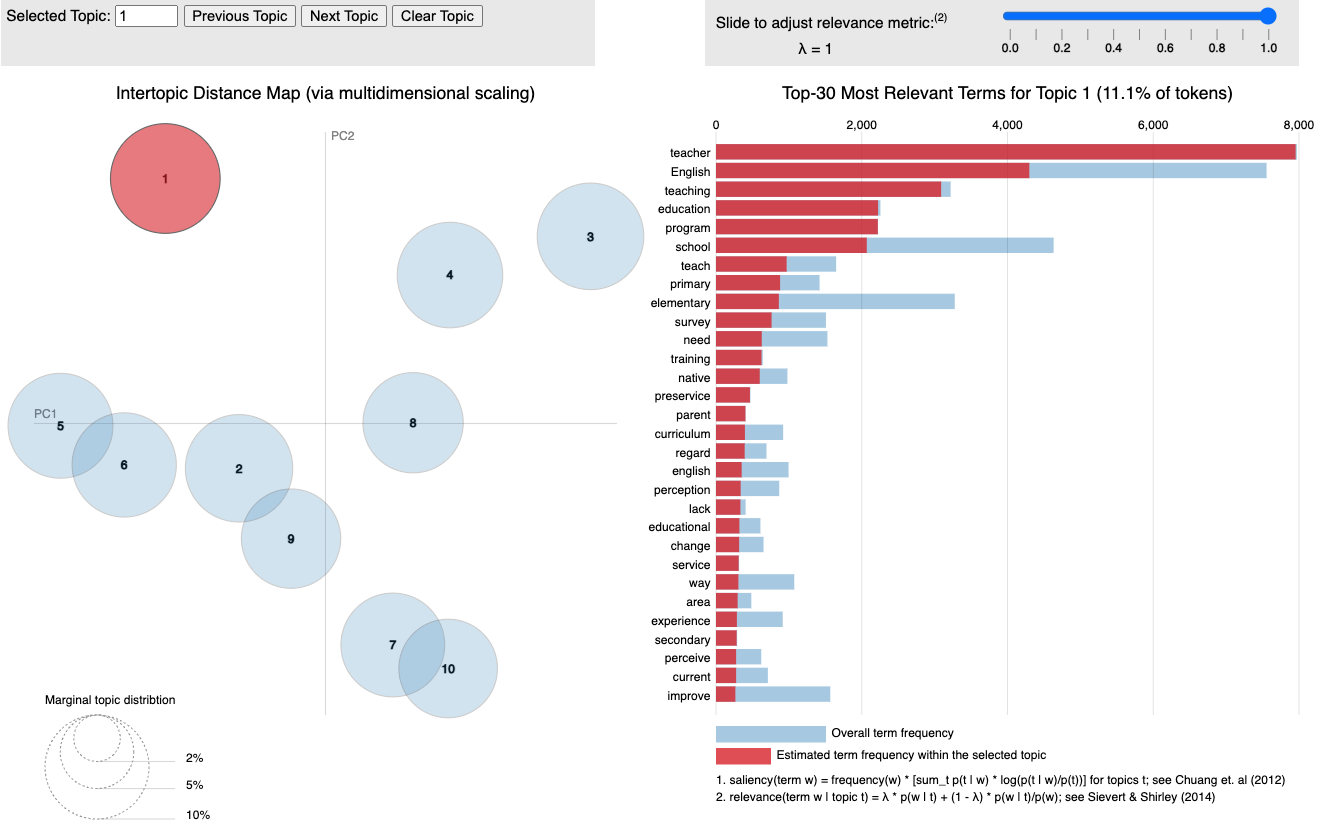 Selected Topic: 1 Previous Topic Next Topic Clear Topic
Slide to adjust relevance metric:(2)
λ = 1
0.0 0.2 0.4 0.6 0.8 1.0
Intertopic Distance Map (via multidimensional scaling)
PC2
PC1
1
3
4
5
6
2
8
9
7
10
Marginal topic distribtion
2%
5%
10%
Top-30 Most Relevant Terms for Topic 1 (11.1% of tokens)
0 2,000 4,000 6,000 8,000
teacher
English
teaching
education
program
school
teach
primary
elementary
survey
need
training
native
preservice
parent
curriculum
regard
english
perception
lack
educational
change
service
way
area
experience
secondary
perceive
current
improve
Overall term frequency
Estimated term frequency within the selected topic
1. saliency(term w) = frequency(w) * [sum_t p(t | w) * log(p(t | w)/p(t))] for topics t; see Chuang et. al (2012)
2. relevance(term w | topic t) = λ * p(w | t) + (1 - λ) * p(w | t)/p(w); see Sievert & Shirley (2014)